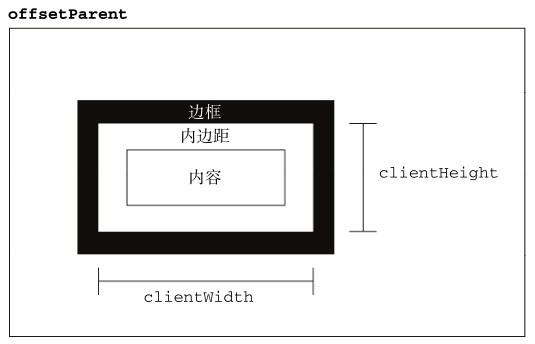 offsetParent
边框
内边距
内容
clientHeight
clientWidth